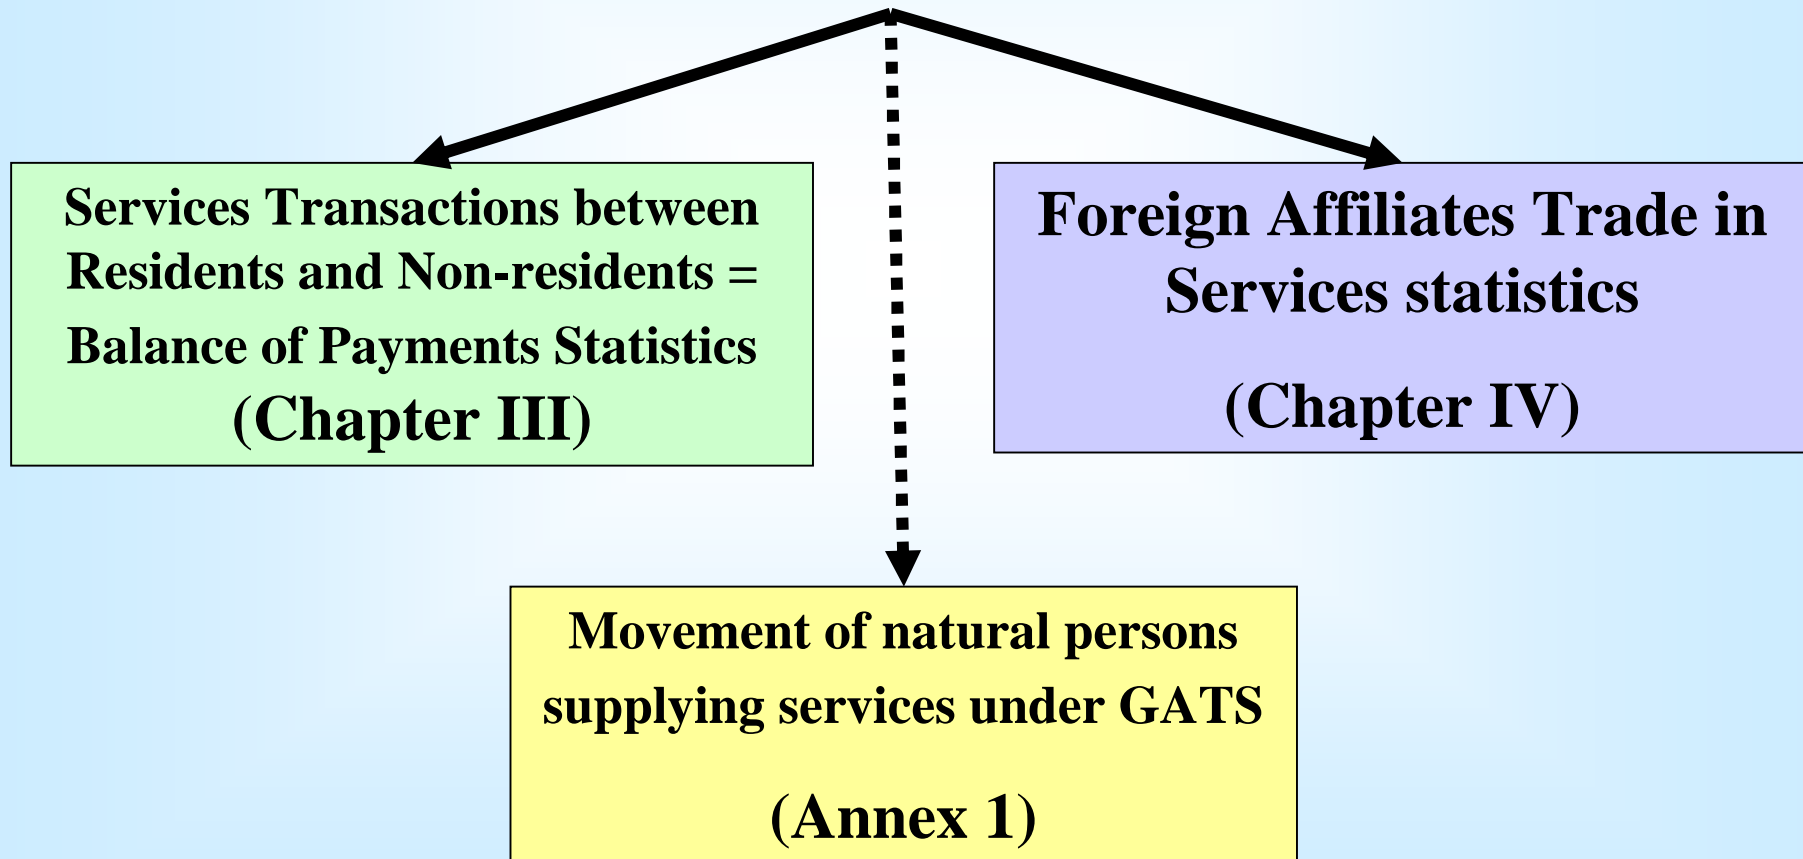 Services Transactions between
Residents and Non-residents =
Balance of Payments Statistics
(Chapter III)
Foreign Affiliates Trade in
Services statistics
(Chapter IV)
Movement of natural persons
supplying services under GATS
(Annex 1)